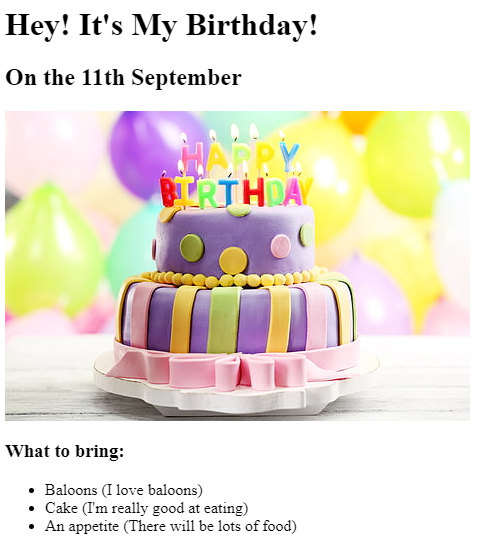 Hey! It's My Birthday!
On the 11th September
HAPPY
BIRTHDAY
What to bring:
Baloons (I love baloons)
Cake (I'm really good at eating)
An appetite (There will be lots of food)